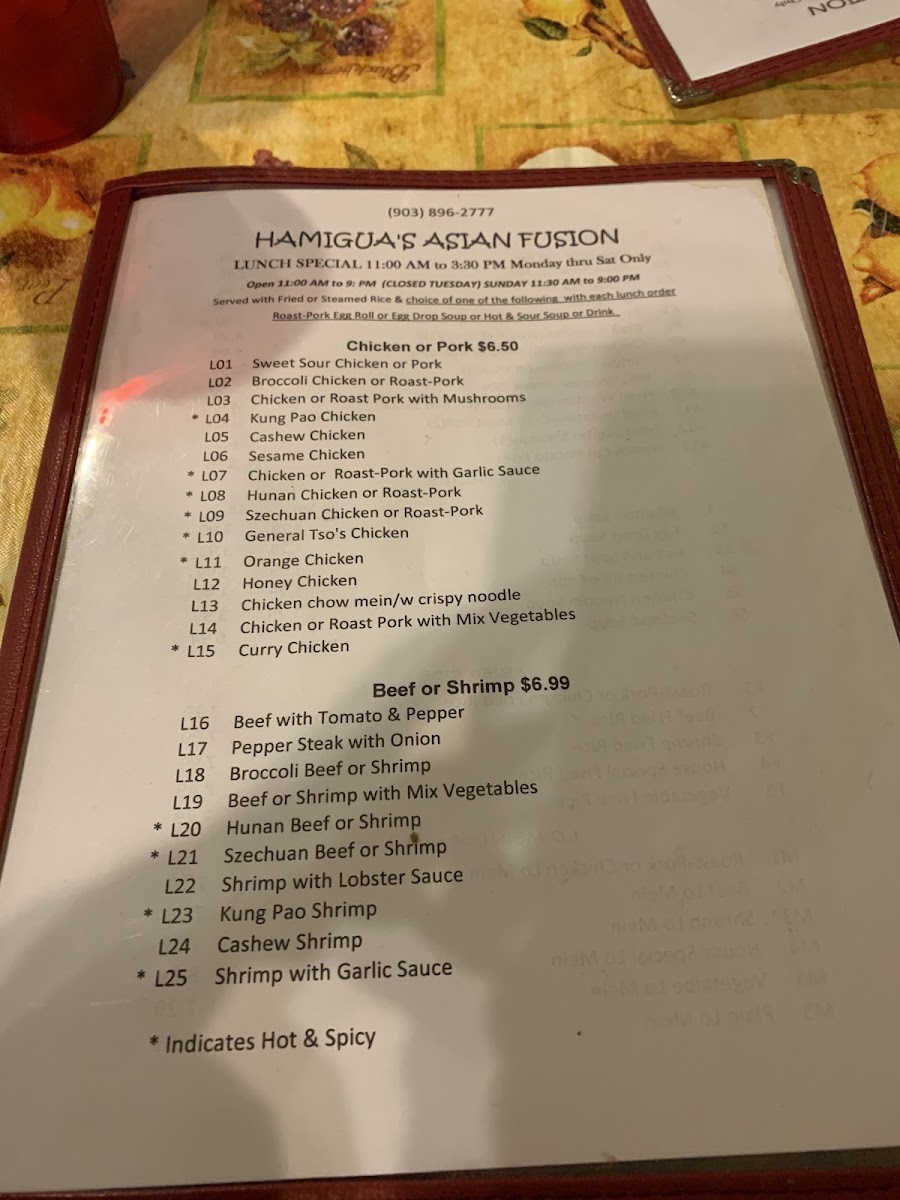 Blackberry
ION
(903) 896-2777
HAMIGUA'S ASIAN FUSION
LUNCH SPECIAL 11:00 AM to 3:30 PM Monday thru Sat Only
Open 11:00 AM to 9: PM (CLOSED TUESDAY) SUNDAY 11:30 AM to 9:00 PM
Served with Fried or Steamed Rice & choice of one of the following with each lunch order
Roast-Pork Egg Roll or Egg Drop Soup or Hot & Sour Soup or Drink
Chicken or Pork $6.50
L01 Sweet Sour Chicken or Pork
L02 Broccoli Chicken or Roast-Pork
L03 Chicken or Roast Pork with Mushrooms
* L04 Kung Pao Chicken
L05 Cashew Chicken
L06 Sesame Chicken
* L07 Chicken or Roast-Pork with Garlic Sauce
* L08 Hunan Chicken or Roast-Pork
* L09 Szechuan Chicken or Roast-Pork
* L10 General Tso's Chicken
* L11 Orange Chicken
L12 Honey Chicken
L13 Chicken chow mein/w crispy noodle
L14 Chicken or Roast Pork with Mix Vegetables
* L15 Curry Chicken
Beef or Shrimp $6.99
L16 Beef with Tomato & Pepper
L17 Pepper Steak with Onion
L18 Broccoli Beef or Shrimp
L19 Beef or Shrimp with Mix Vegetables
* L20 Hunan Beef or Shrimp
* L21 Szechuan Beef or Shrimp
L22 Shrimp with Lobster Sauce
* L23 Kung Pao Shrimp
L24 Cashew Shrimp
* L25 Shrimp with Garlic Sauce
* Indicates Hot & Spicy